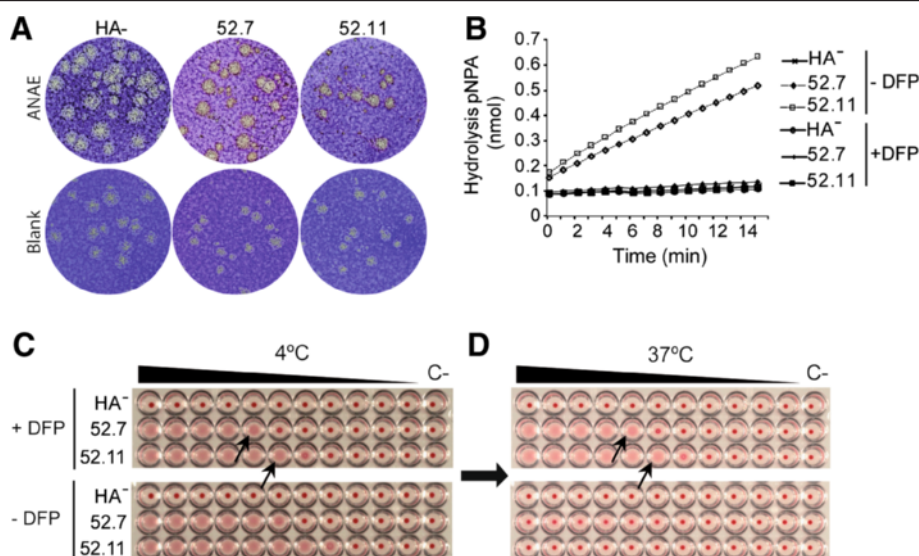 A
HA-
52.7
52.11
ANAE
Blank
B
0.7
0.6
0.5
0.4
0.3
0.2
0.1
0
Hydrolysis pNPA
(nmol)
0 2 4 6 8 10 12 14
Time (min)
HA⁻
52.7
52.11
- DFP
HA⁻
52.7
52.11
+DFP
C
4ºC
C-
+ DFP
HA⁻
52.7
52.11
- DFP
HA⁻
52.7
52.11
D
37ºC
C-